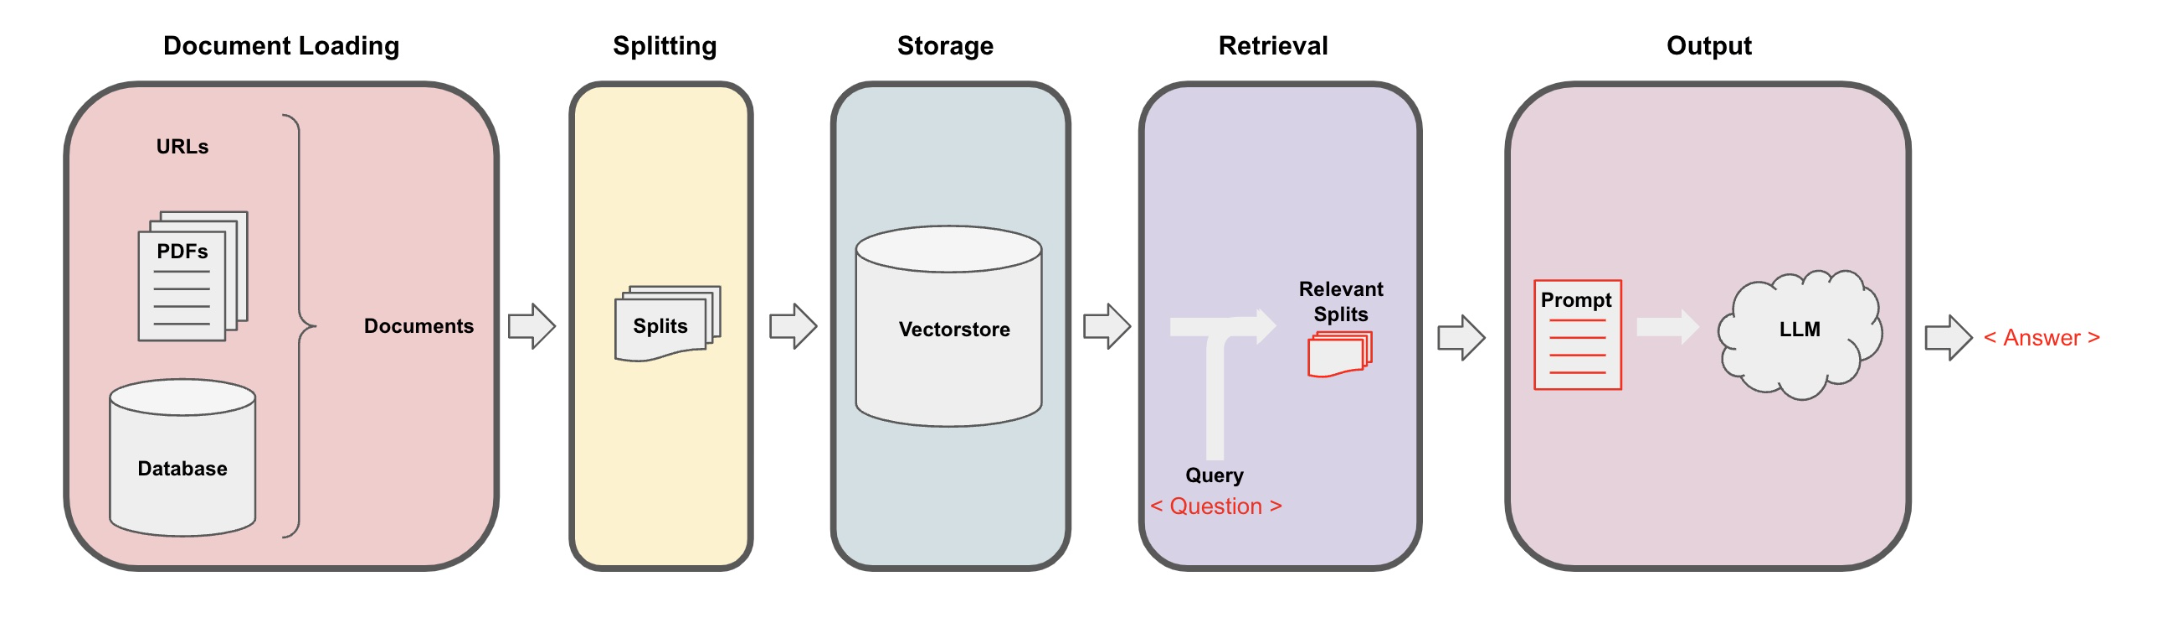 Document Loading
Splitting
Storage
Retrieval
Output
URLs
PDFs
Database
Documents
Splits
Vectorstore
Relevant
Splits
Query
< Question >
Prompt
LLM
< Answer >